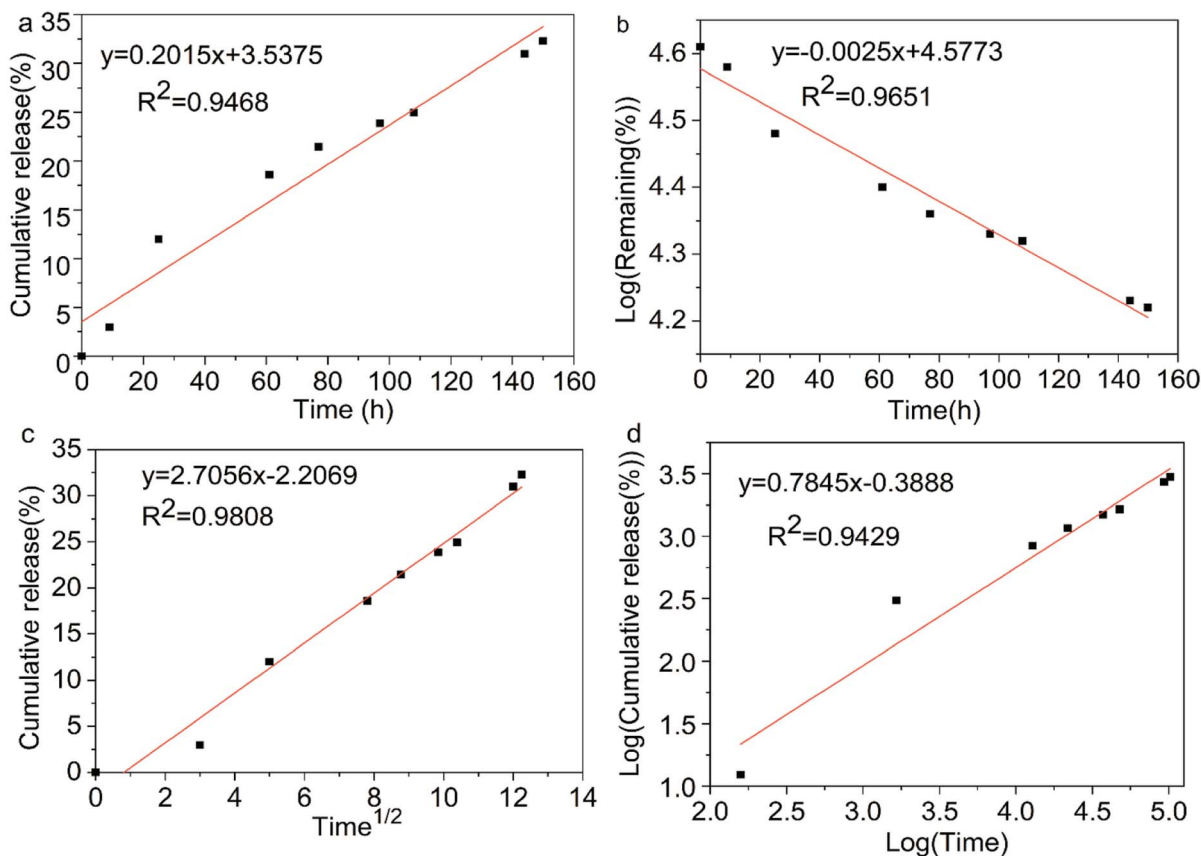 a
y=0.2015x+3.5375
R²=0.9468
35
30
25
20
15
10
5
0
Cumulative release(%)
0 20 40 60 80 100 120 140 160
Time (h)
b
y=-0.0025x+4.5773
R²=0.9651
4.6
4.5
4.4
4.3
4.2
Log(Remaining(%))
0 20 40 60 80 100 120 140 160
Time(h)
c
y=2.7056x-2.2069
R²=0.9808
35
30
25
20
15
10
5
0
Cumulative release(%)
0 2 4 6 8 10 12 14
Time^1/2
d
y=0.7845x-0.3888
R²=0.9429
3.5
3.0
2.5
2.0
1.5
1.0
Log(Cumulative release(%))
2.0 2.5 3.0 3.5 4.0 4.5 5.0
Log(Time)